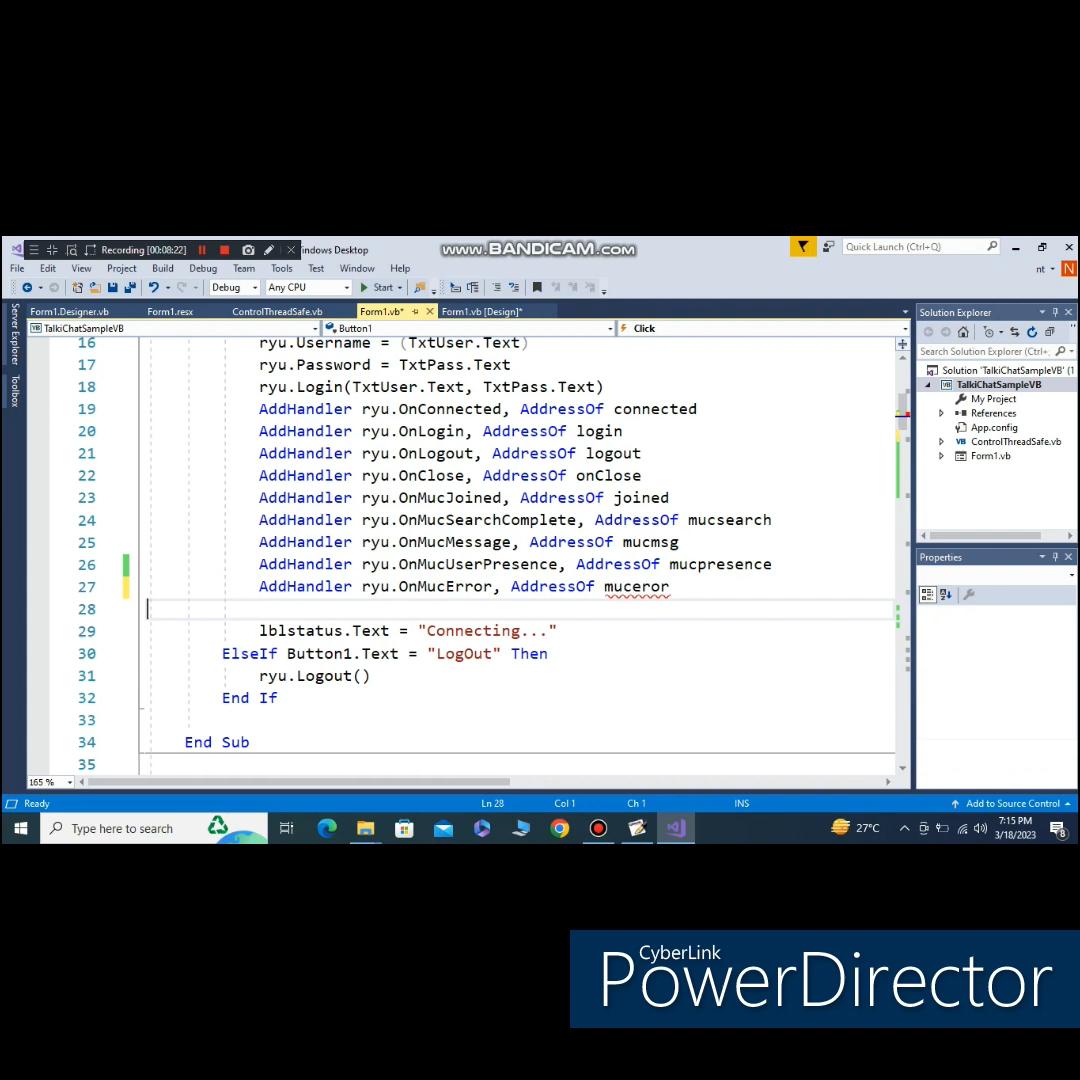 Recording [00:08:22]
indows Desktop
www.BANDICAM.com
Quick Launch (Ctrl+Q)
File Edit View Project Build Debug Team Tools Test Window Help
nt
N
Debug Any CPU Start
Form1.Designer.vb Form1.resx ControlThreadSafe.vb Form1.vb* Form1.vb [Design]*
TalkiChatSampleVB Button1 Click
Server Explorer
Toolbox
16 ryu.Username = (TxtUser.Text)
17 ryu.Password = TxtPass.Text
18 ryu.Login(TxtUser.Text, TxtPass.Text)
19 AddHandler ryu.OnConnected, AddressOf connected
20 AddHandler ryu.OnLogin, AddressOf login
21 AddHandler ryu.OnLogout, AddressOf logout
22 AddHandler ryu.OnClose, AddressOf onClose
23 AddHandler ryu.OnMucJoined, AddressOf joined
24 AddHandler ryu.OnMucSearchComplete, AddressOf mucsearch
25 AddHandler ryu.OnMucMessage, AddressOf mucmsg
26 AddHandler ryu.OnMucUserPresence, AddressOf mucpresence
27 AddHandler ryu.OnMucError, AddressOf muceror
28
29 lblstatus.Text = "Connecting..."
30 ElseIf Button1.Text = "LogOut" Then
31 ryu.Logout()
32 End If
33
34 End Sub
35
165 %
Solution Explorer
Search Solution Explorer (Ctrl+;
Solution 'TalkiChatSampleVB' (1
VB TalkiChatSampleVB
My Project
References
App.config
VB ControlThreadSafe.vb
Form1.vb
Properties
Ready Ln 28 Col 1 Ch 1 INS Add to Source Control
Type here to search
27°C
7:15 PM
3/18/2023
8
CyberLink
PowerDirector